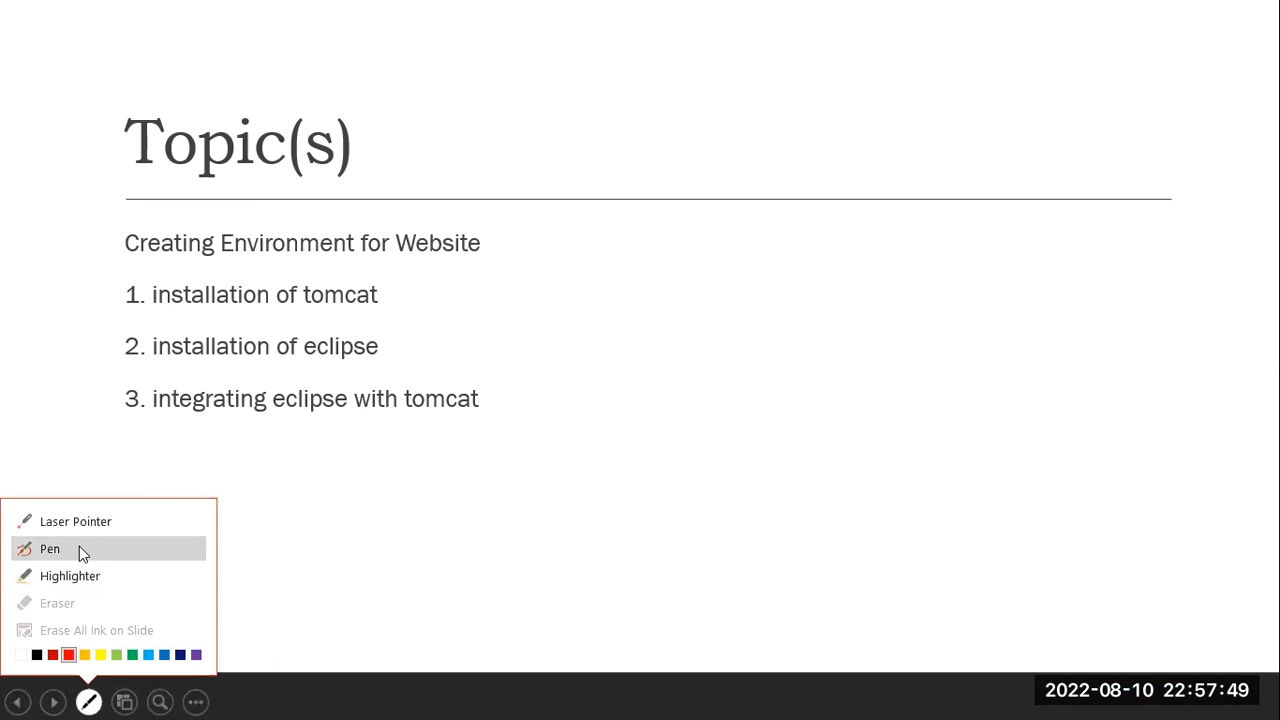 Topic(s)
Creating Environment for Website
1. installation of tomcat
2. installation of eclipse
3. integrating eclipse with tomcat
Laser Pointer
Pen
Highlighter
Eraser
Erase All Ink on Slide
2022-08-10 22:57:49